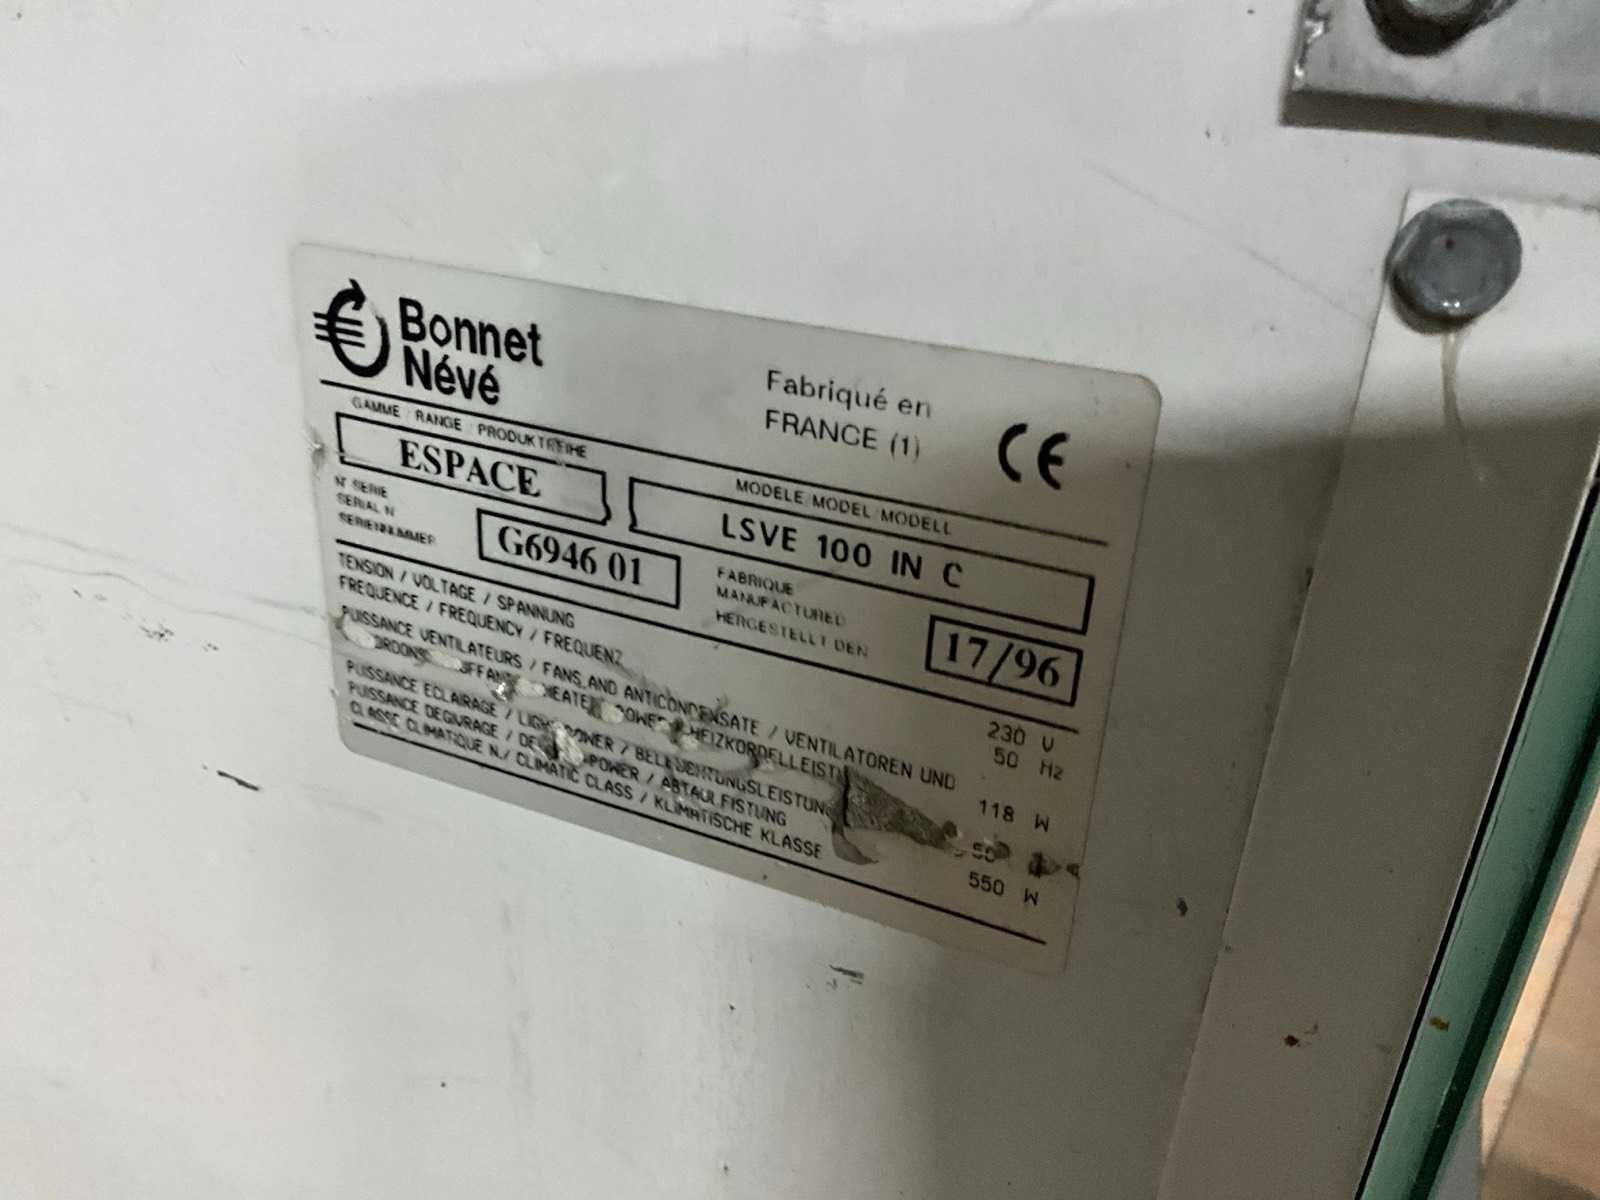 Bonnet
Névé
Fabriqué en
FRANCE (1)
CE
GAMME / RANGE / PRODUKTREIHE
ESPACE
MODELE/MODEL/MODELL
LSVE 100 IN C
N° SERIE
SERIAL N
SERIENNUMMER
G6946 01
FABRIQUE
MANUFACTURED
HERGESTELLT DEN
17/96
TENSION / VOLTAGE / SPANNUNG 230 V
FREQUENCE / FREQUENCY / FREQUENZ 50 Hz
PUISSANCE VENTILATEURS / FANS AND ANTICONDENSATE / VENTILATOREN UND
POWER / HEIZKORDELLEIST 118 W
PUISSANCE ECLAIRAGE / POWER / BELEUCHTUNGSLEISTUNG
PUISSANCE DEGIVRAGE / POWER / ABTAULEISTUNG 550 W
CLASSE CLIMATIQUE N./ CLIMATIC CLASS / KLIMATISCHE KLASSE